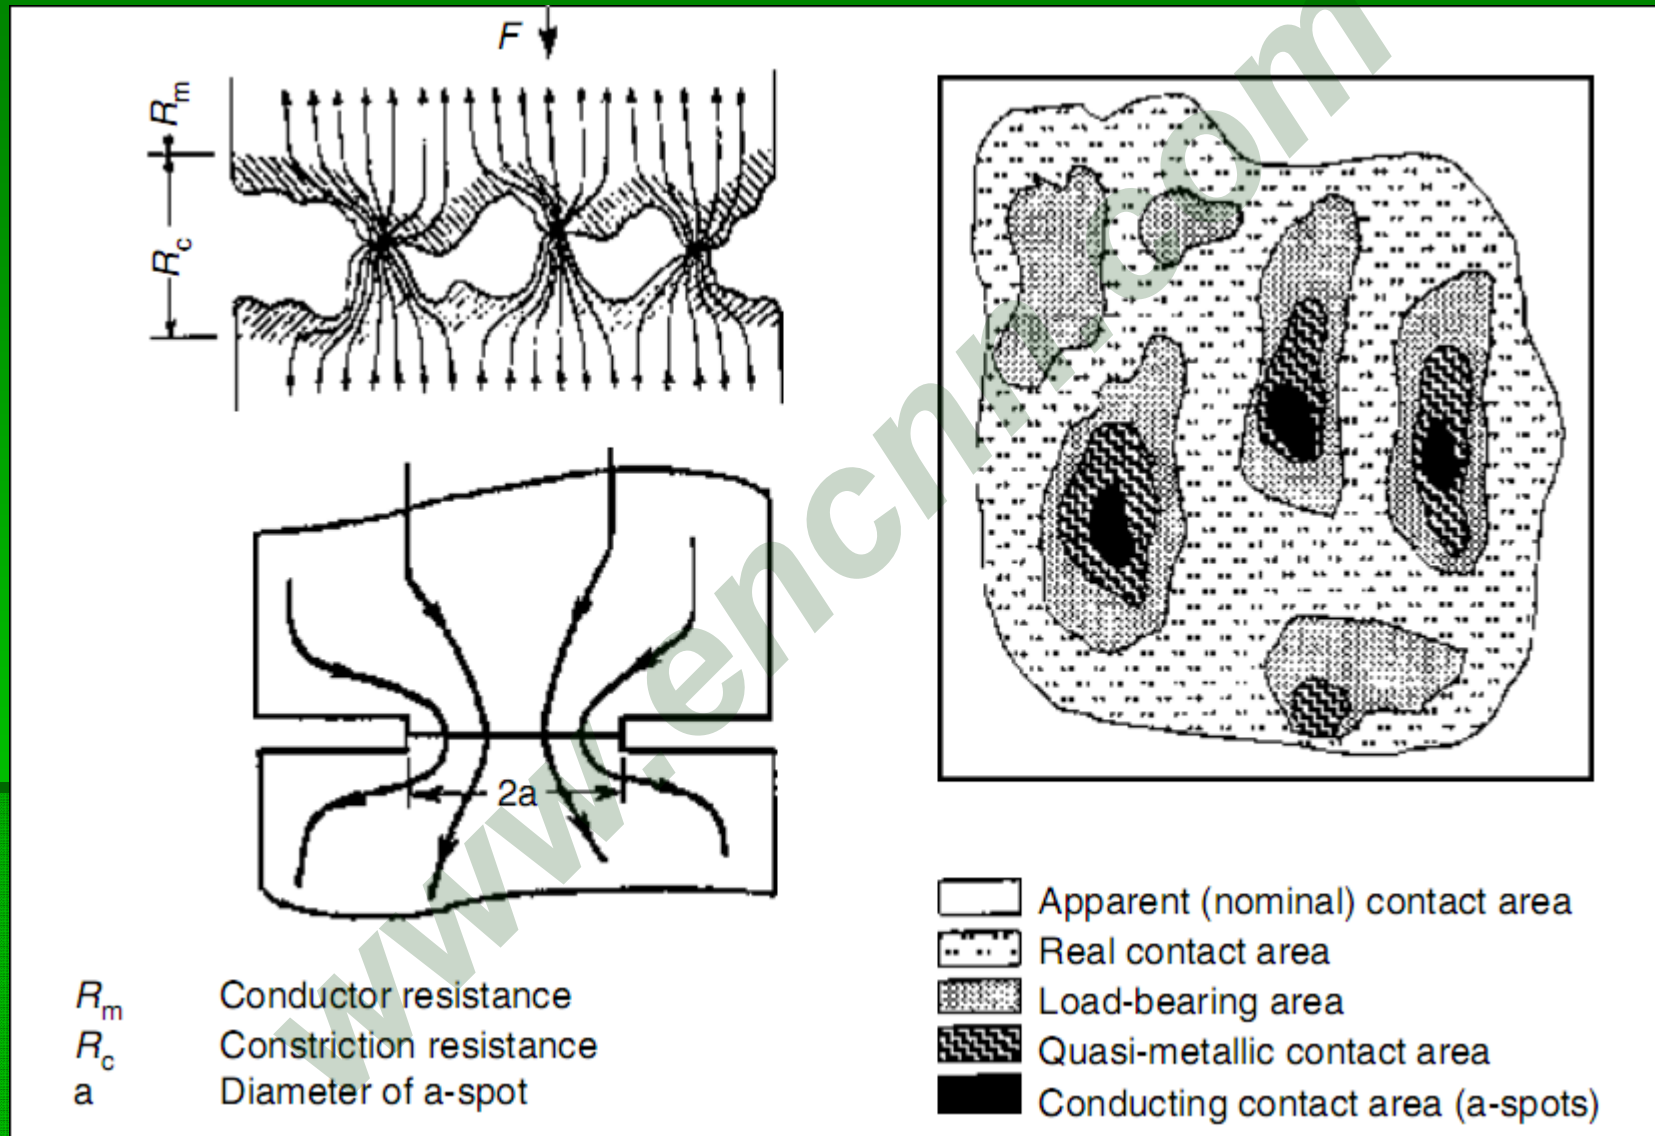 F
Rm
Rc
2a
Rm Conductor resistance
Rc Constriction resistance
a Diameter of a-spot
Apparent (nominal) contact area
Real contact area
Load-bearing area
Quasi-metallic contact area
Conducting contact area (a-spots)
www.encnn.com